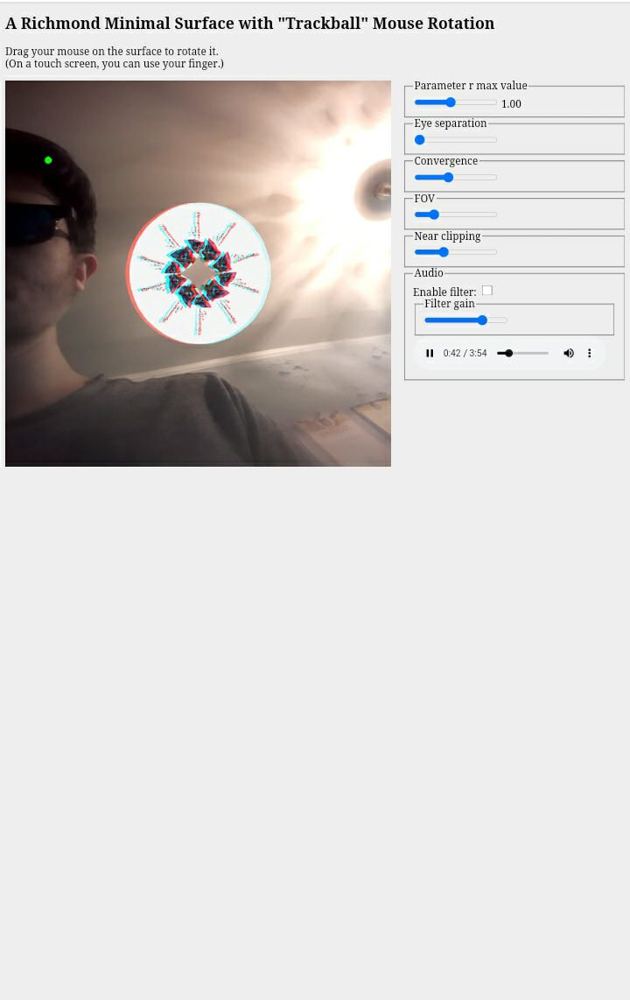 A Richmond Minimal Surface with "Trackball" Mouse Rotation
Drag your mouse on the surface to rotate it.
(On a touch screen, you can use your finger.)
Parameter r max value
1.00
Eye separation
Convergence
FOV
Near clipping
Audio
Enable filter:
Filter gain
0:42 / 3:54